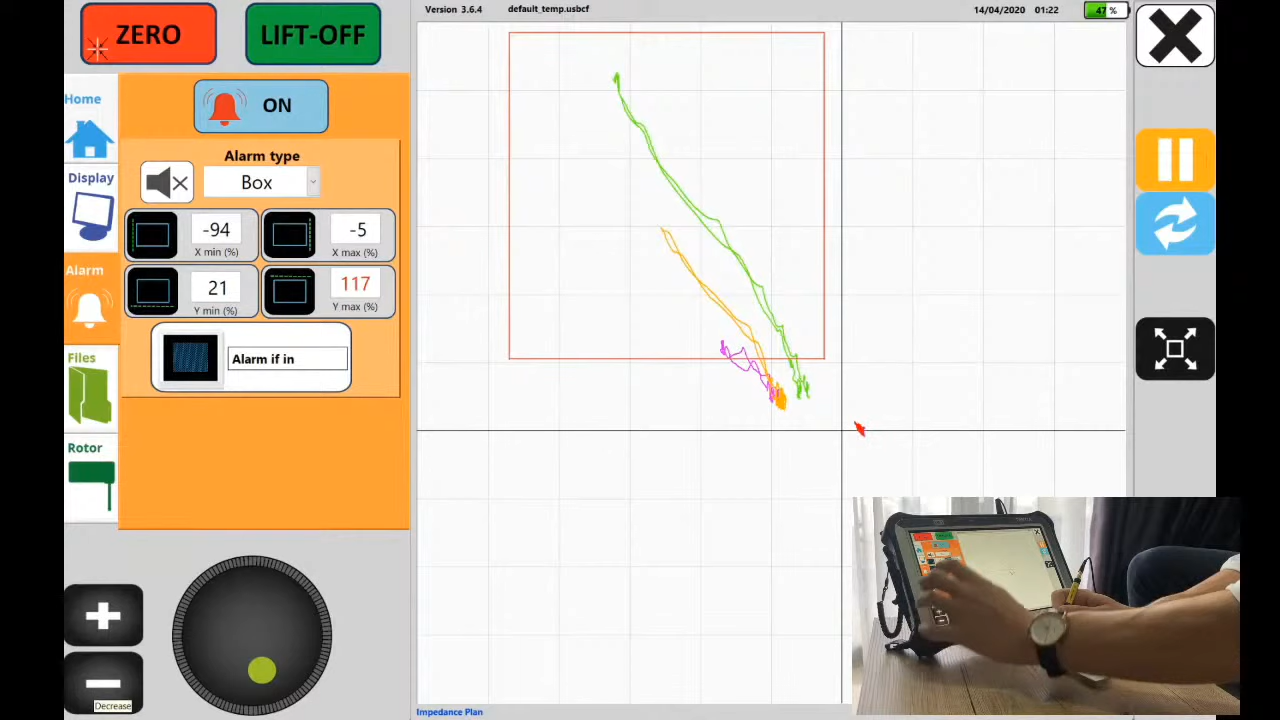 ZERO
LIFT-OFF
Version 3.6.4
default_temp.usbcf
14/04/2020 01:22
47 %
Home
Display
Alarm
Files
Rotor
ON
Alarm type
Box
-94
X min (%)
-5
X max (%)
21
Y min (%)
117
Y max (%)
Alarm if in
Decrease
Impedance Plan